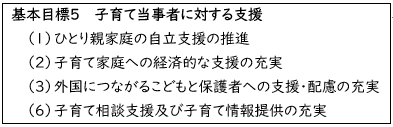 基本目標５　子育て当事者に対する支援
（１）ひとり親家庭の自立支援の推進
（２）子育て家庭への経済的な支援の充実
（３）外国につながるこどもと保護者への支援・配慮の充実
（６）子育て相談支援及び子育て情報提供の充実